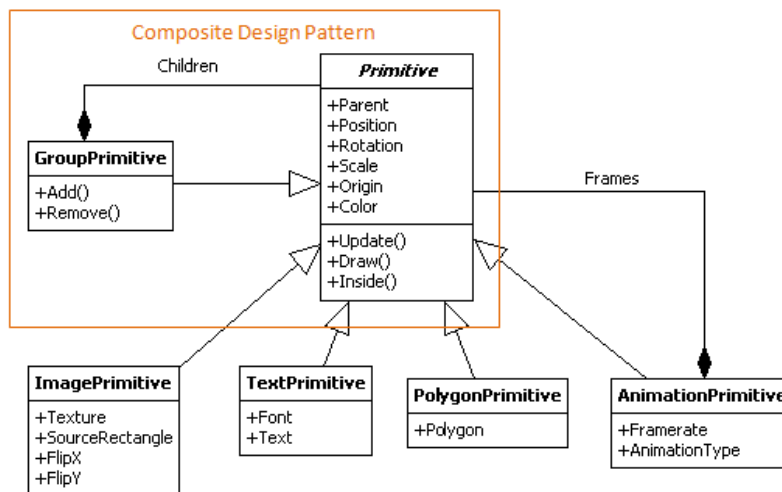 Composite Design Pattern
Children
Primitive
+Parent
+Position
+Rotation
+Scale
+Origin
+Color
+Update()
+Draw()
+Inside()
GroupPrimitive
+Add()
+Remove()
Frames
ImagePrimitive
+Texture
+SourceRectangle
+FlipX
+FlipY
TextPrimitive
+Font
+Text
PolygonPrimitive
+Polygon
AnimationPrimitive
+Framerate
+AnimationType